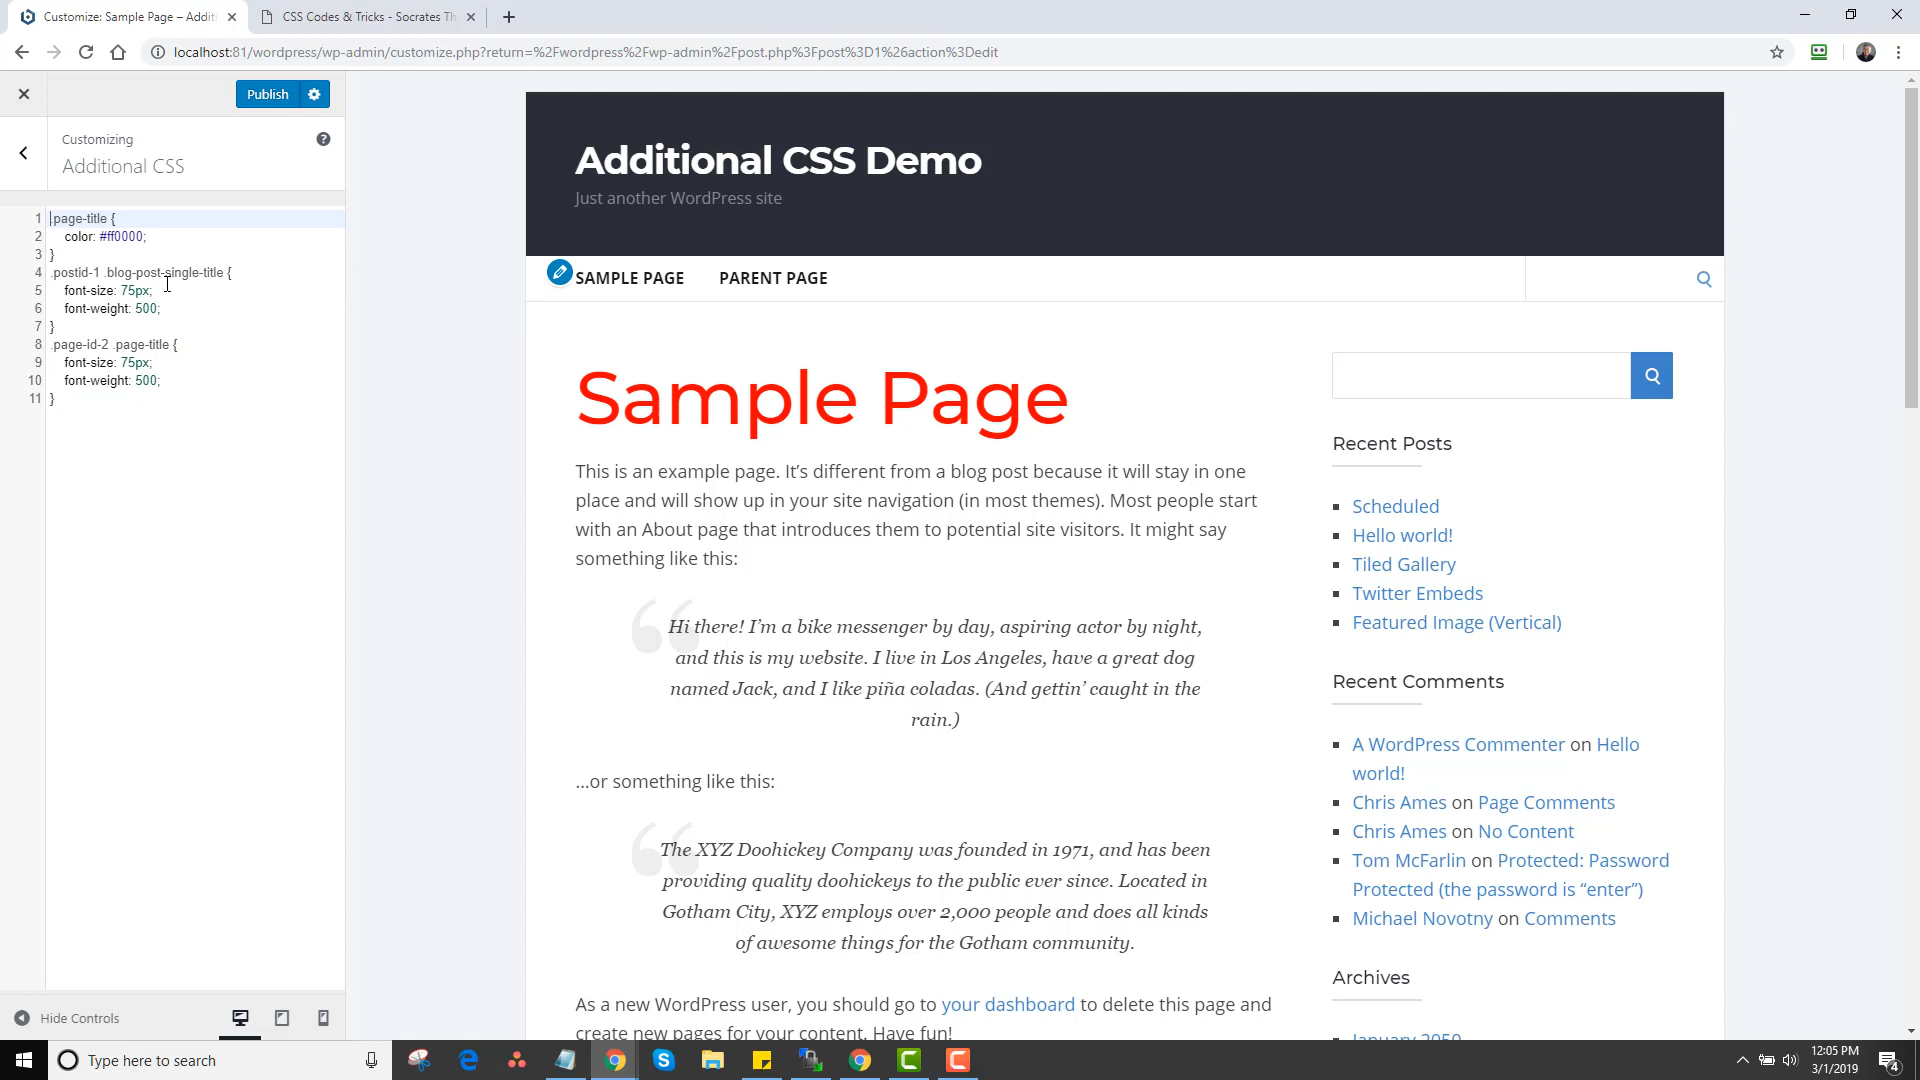 Customize: Sample Page – Additi
CSS Codes & Tricks - Socrates Th
localhost:81/wordpress/wp-admin/customize.php?return=%2Fwordpress%2Fwp-admin%2Fpost.php%3Fpost%3D1%26action%3Dedit
Publish
Customizing
Additional CSS
1 .page-title {
2 color: #ff0000;
3 }
4 .postid-1 .blog-post-single-title {
5 font-size: 75px;
6 font-weight: 500;
7 }
8 .page-id-2 .page-title {
9 font-size: 75px;
10 font-weight: 500;
11 }
Hide Controls
Additional CSS Demo
Just another WordPress site
SAMPLE PAGE PARENT PAGE
Sample Page
This is an example page. It’s different from a blog post because it will stay in one
place and will show up in your site navigation (in most themes). Most people start
with an About page that introduces them to potential site visitors. It might say
something like this:
Hi there! I’m a bike messenger by day, aspiring actor by night,
and this is my website. I live in Los Angeles, have a great dog
named Jack, and I like piña coladas. (And gettin’ caught in the
rain.)
…or something like this:
The XYZ Doohickey Company was founded in 1971, and has been
providing quality doohickeys to the public ever since. Located in
Gotham City, XYZ employs over 2,000 people and does all kinds
of awesome things for the Gotham community.
As a new WordPress user, you should go to your dashboard to delete this page and
create new pages for your content. Have fun!
Recent Posts
Scheduled
Hello world!
Tiled Gallery
Twitter Embeds
Featured Image (Vertical)
Recent Comments
A WordPress Commenter on Hello
world!
Chris Ames on Page Comments
Chris Ames on No Content
Tom McFarlin on Protected: Password
Protected (the password is “enter”)
Michael Novotny on Comments
Archives
January 2050
Type here to search
12:05 PM
3/1/2019
4